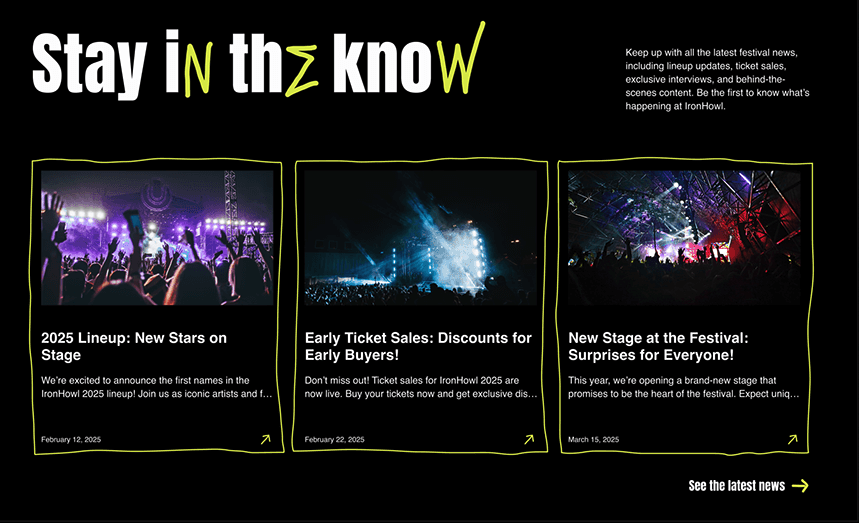 Stay iN thΣ knoW
Keep up with all the latest festival news,
including lineup updates, ticket sales,
exclusive interviews, and behind-the-
scenes content. Be the first to know what's
happening at IronHowl.
2025 Lineup: New Stars on
Stage
We're excited to announce the first names in the
IronHowl 2025 lineup! Join us as iconic artists and f...
February 12, 2025
Early Ticket Sales: Discounts for
Early Buyers!
Don't miss out! Ticket sales for IronHowl 2025 are
now live. Buy your tickets now and get exclusive dis...
February 22, 2025
New Stage at the Festival:
Surprises for Everyone!
This year, we're opening a brand-new stage that
promises to be the heart of the festival. Expect uniq...
March 15, 2025
See the latest news